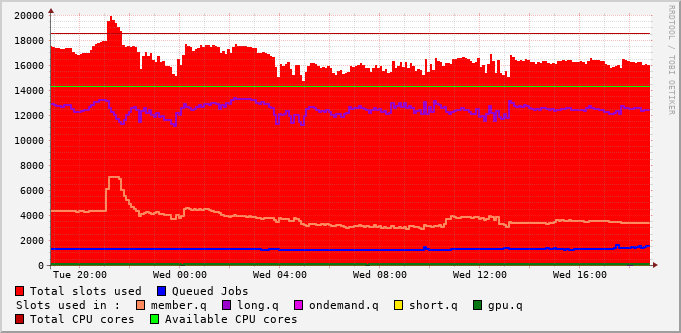 20000
18000
16000
14000
12000
10000
8000
6000
4000
2000
0
Tue 20:00 Wed 00:00 Wed 04:00 Wed 08:00 Wed 12:00 Wed 16:00
RRDTOOL / TOBI OETIKER
Total slots used Queued Jobs
Slots used in : member.q long.q ondemand.q short.q gpu.q
Total CPU cores Available CPU cores